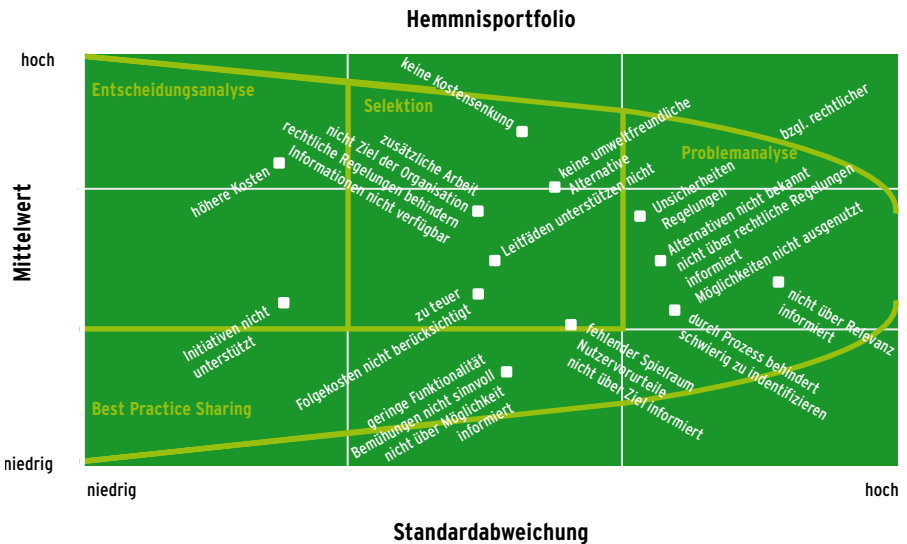 Hemmnisportfolio
hoch
Mittelwert
niedrig
niedrig
hoch
Standardabweichung
Entscheidungsanalyse
Selektion
Problemanalyse
Best Practice Sharing
keine Kostensenkung
höhere Kosten
zusätzliche Arbeit
nicht Ziel der Organisation
rechtliche Regelungen behindern
Informationen nicht verfügbar
keine umweltfreundliche
Alternative
Leitfäden unterstützen nicht
bzgl. rechtlicher
Unsicherheiten
Regelungen
Alternativen nicht bekannt
nicht über rechtliche Regelungen
informiert
Möglichkeiten nicht ausgenutzt
nicht über Relevanz
informiert
durch Prozess behindert
schwierig zu indentifizieren
Initiativen nicht
unterstützt
zu teuer
Folgekosten nicht berücksichtigt
fehlender Spielraum
Nutzervorurteile
nicht über Ziel informiert
geringe Funktionalität
Bemühungen nicht sinnvoll
nicht über Möglichkeit
informiert